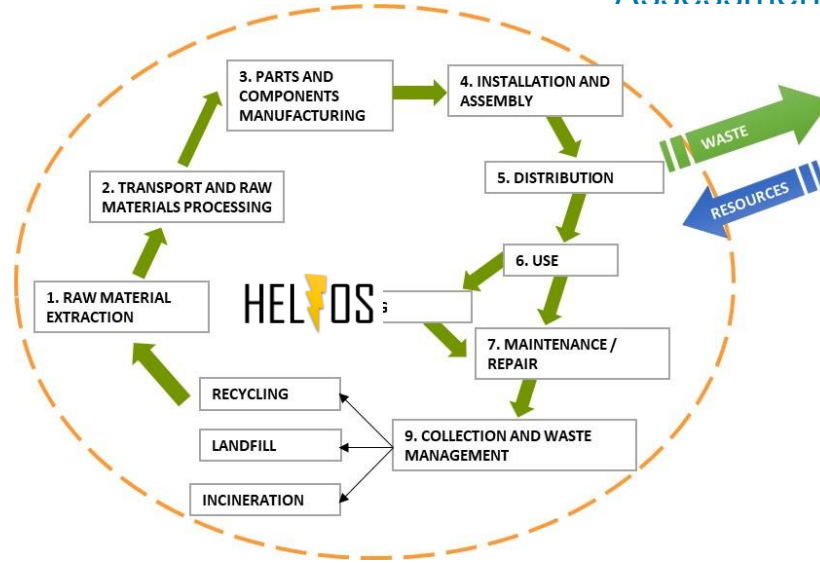 3. PARTS AND
COMPONENTS
MANUFACTURING
4. INSTALLATION AND
ASSEMBLY
WASTE
2. TRANSPORT AND RAW
MATERIALS PROCESSING
5. DISTRIBUTION
RESOURCES
6. USE
1. RAW MATERIAL
EXTRACTION
HELIOS
7. MAINTENANCE /
REPAIR
RECYCLING
9. COLLECTION AND WASTE
MANAGEMENT
LANDFILL
INCINERATION